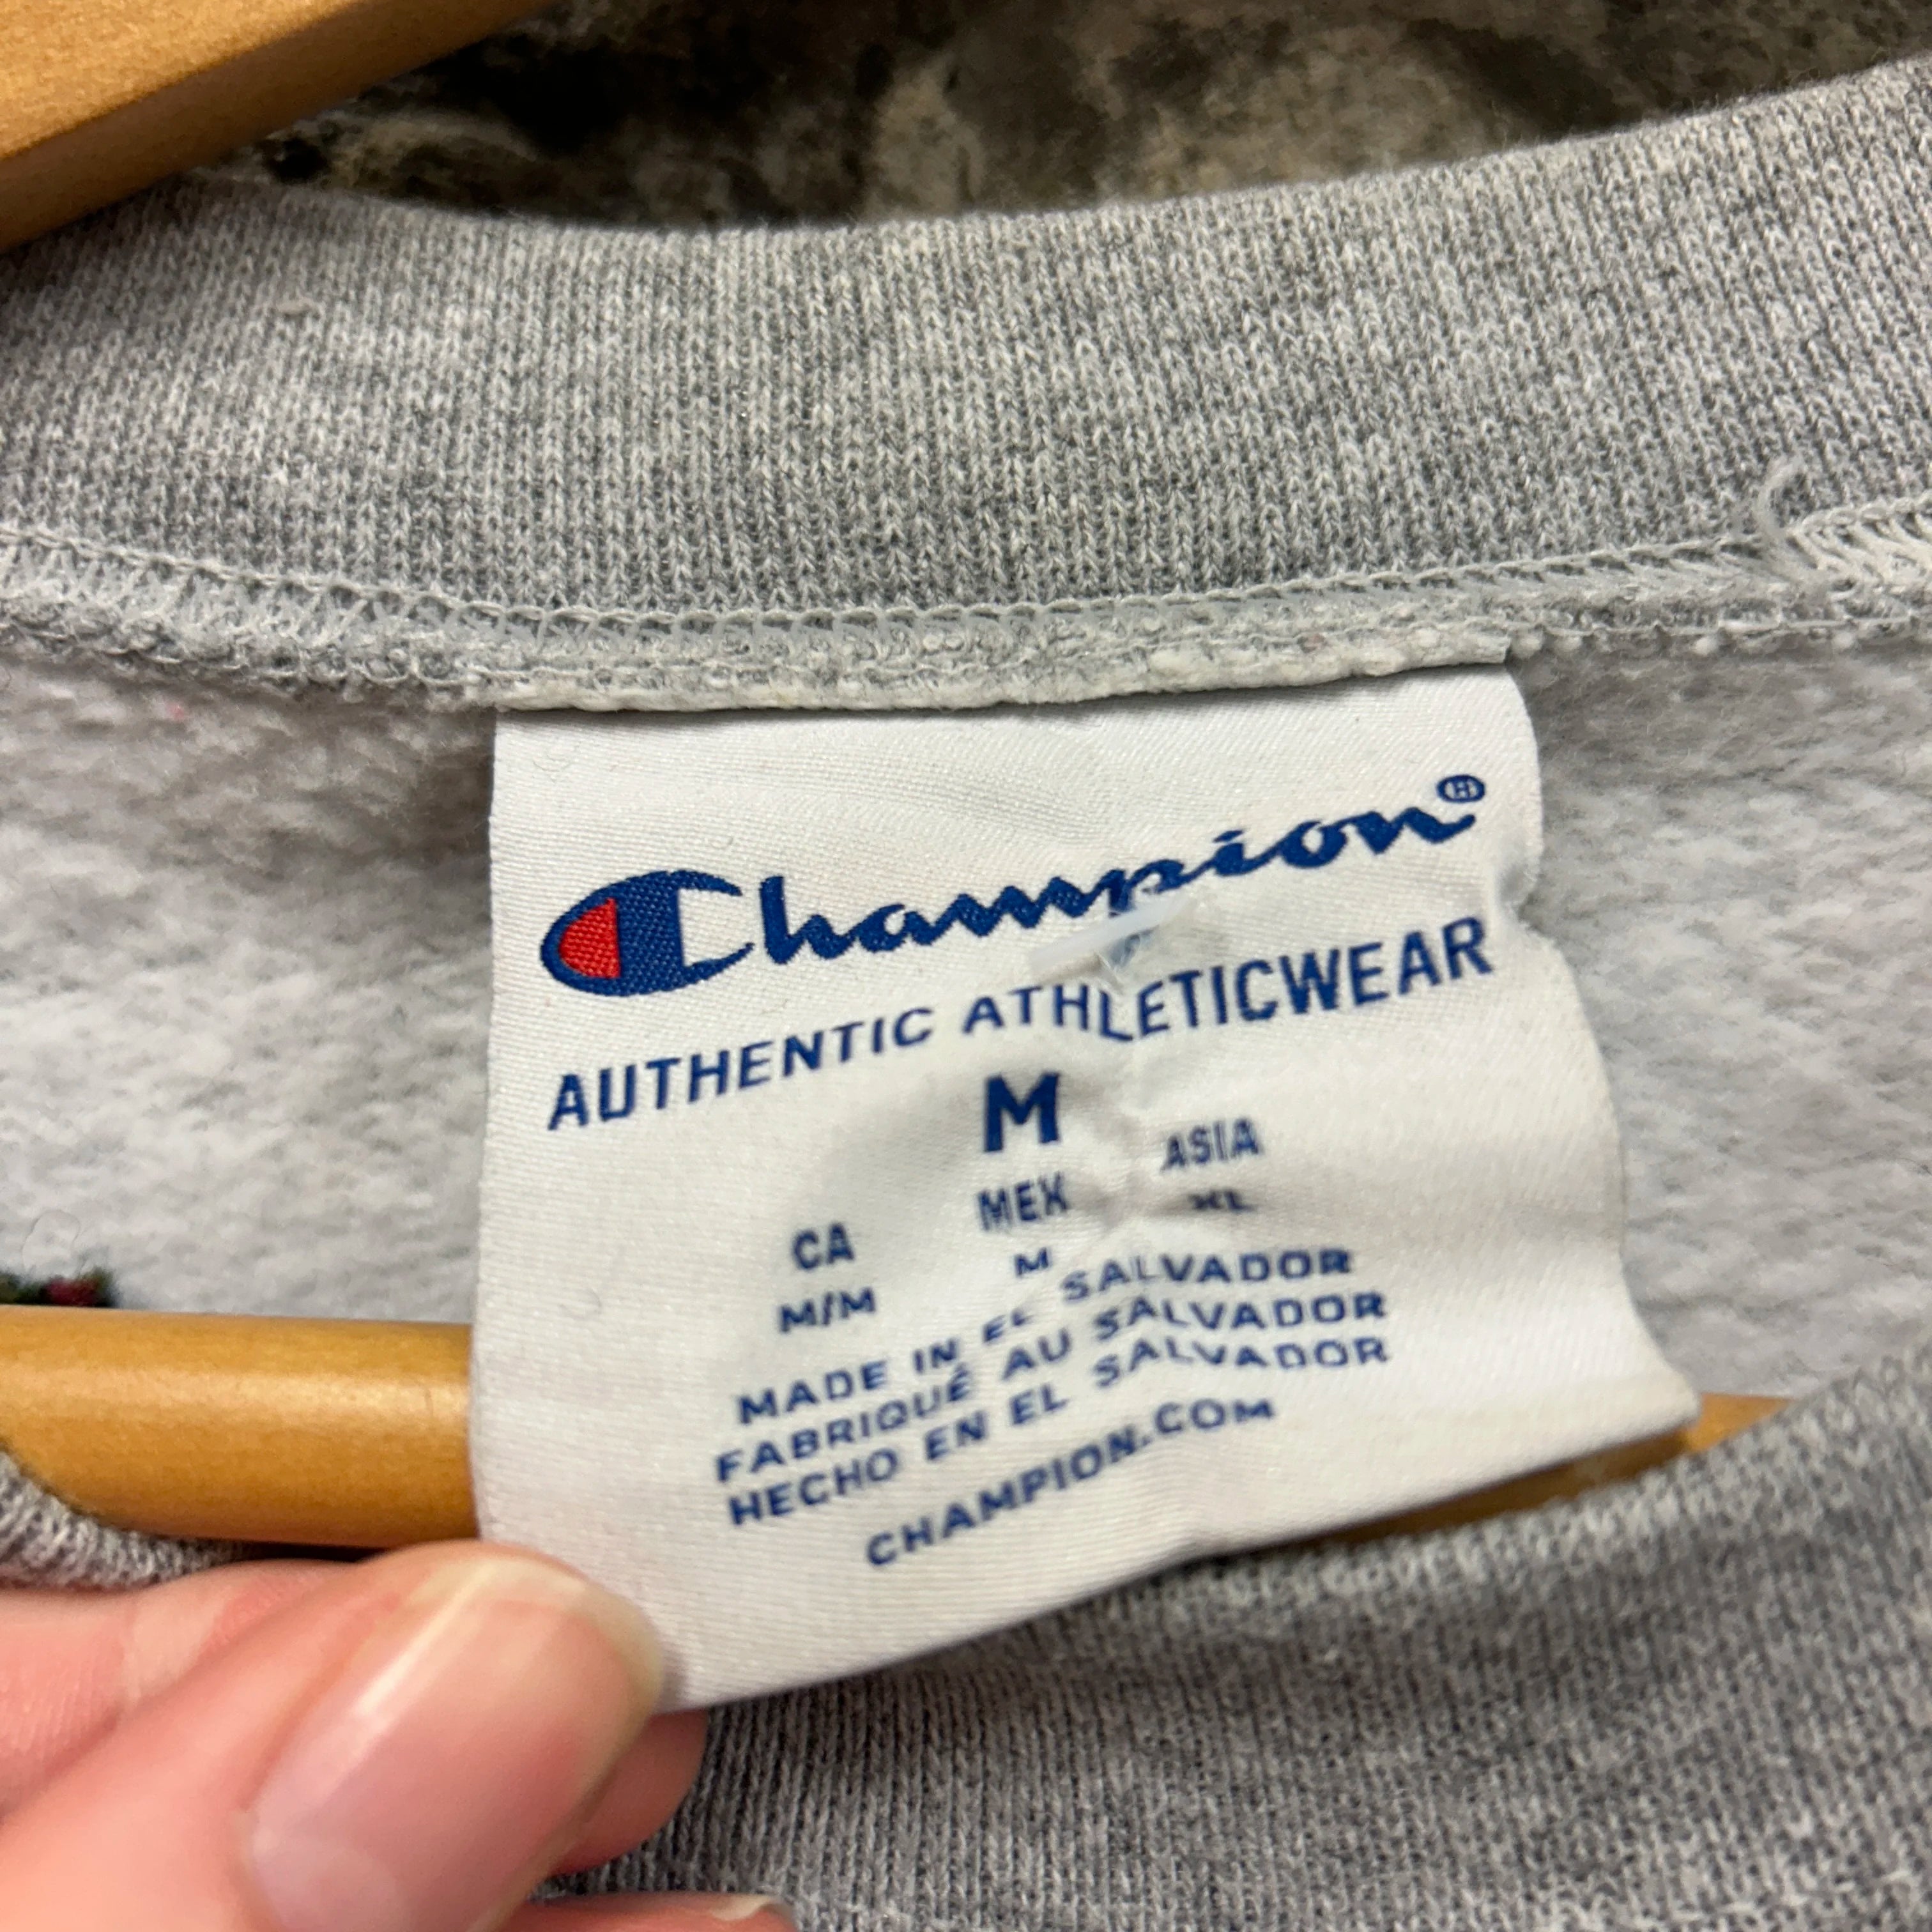 Champion®
AUTHENTIC ATHLETICWEAR
M
CA MEX ASIA
M/M M XL
MADE IN EL SALVADOR
FABRIQUÉ AU SALVADOR
HECHO EN EL SALVADOR
CHAMPION.COM